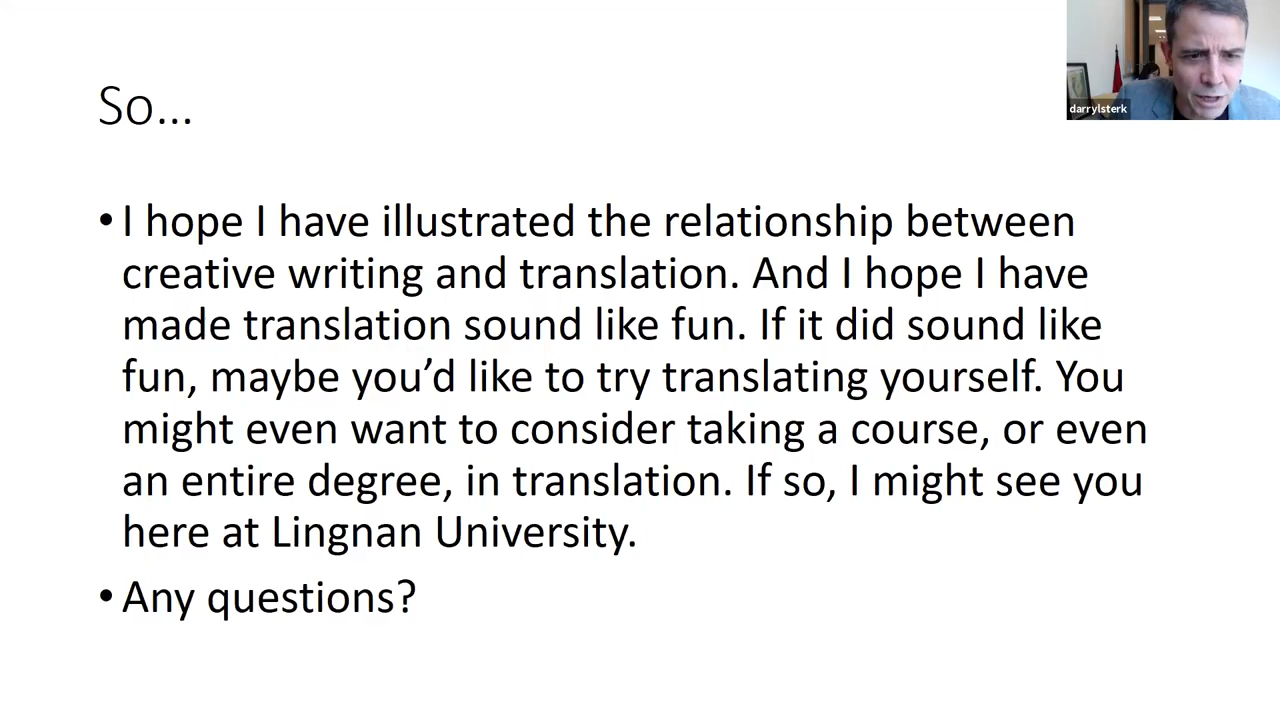 So...
darrylsterk
• I hope I have illustrated the relationship between
creative writing and translation. And I hope I have
made translation sound like fun. If it did sound like
fun, maybe you’d like to try translating yourself. You
might even want to consider taking a course, or even
an entire degree, in translation. If so, I might see you
here at Lingnan University.
• Any questions?